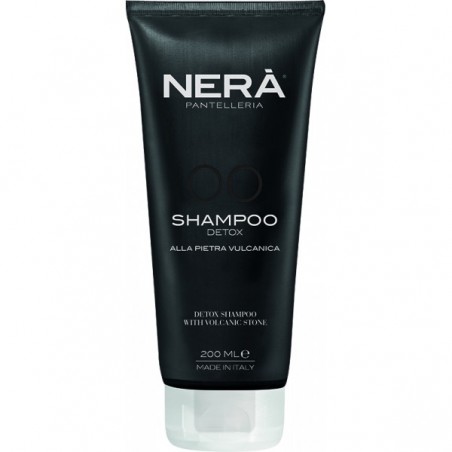 NERÀ®
PANTELLERIA
00
SHAMPOO
DETOX
ALLA PIETRA VULCANICA
DETOX SHAMPOO
WITH VOLCANIC STONE
200 ML ℮
MADE IN ITALY